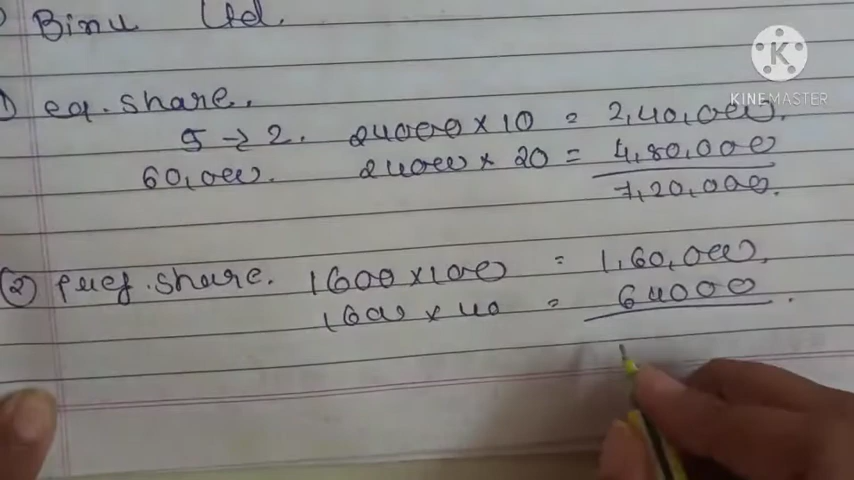 Binu Ltd.
KINEMASTER
1) eq. share.
5 → 2. 24000 × 10 = 2,40,000.
60,000. 24000 × 20 = 4,80,000
7,20,000.
(2) pref. share. 1600 × 100 = 1,60,000.
1600 × 40 = 64000.